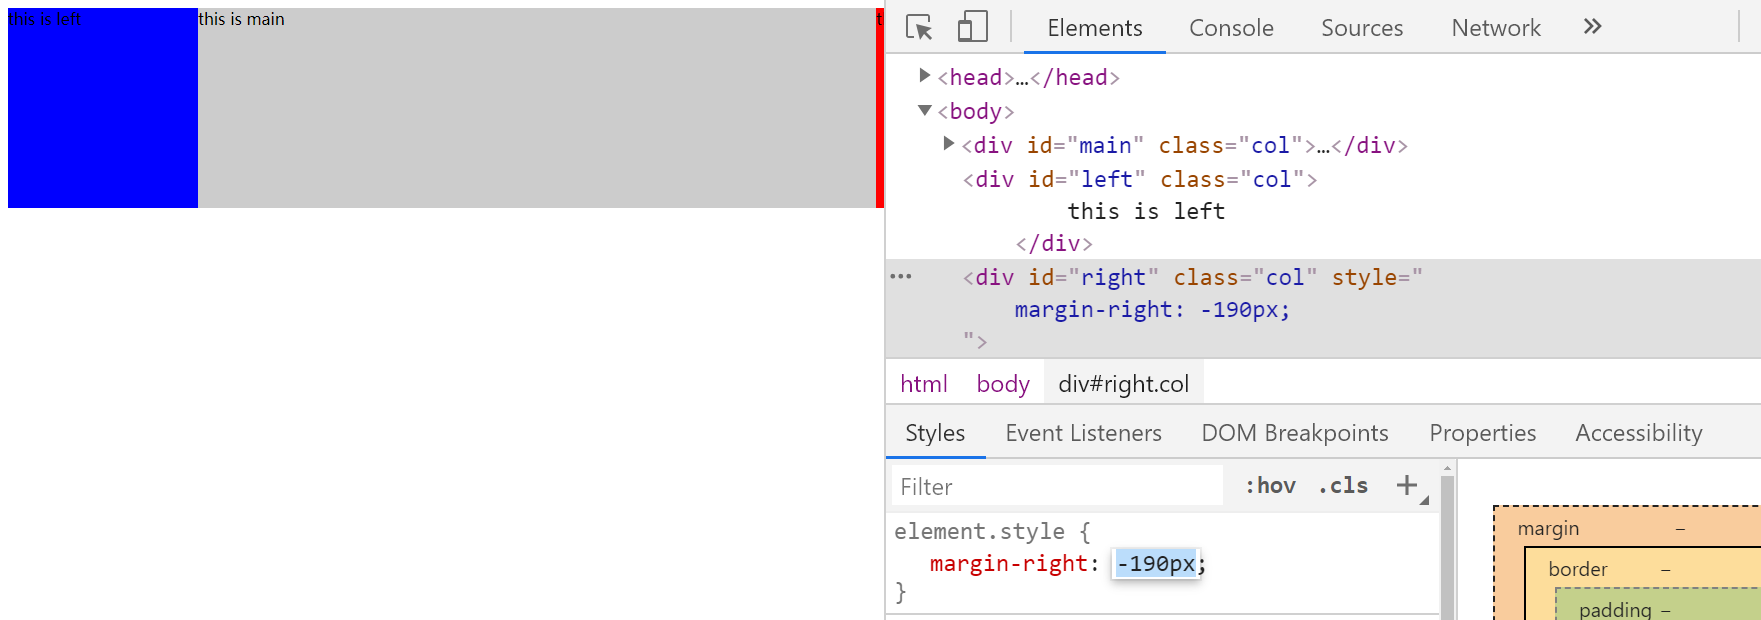 this is left
this is main
t
Elements Console Sources Network »
<head>…</head>
<body>
<div id="main" class="col">…</div>
<div id="left" class="col">
this is left
</div>
<div id="right" class="col" style="
margin-right: -190px;
">
html body div#right.col
Styles Event Listeners DOM Breakpoints Properties Accessibility
Filter :hov .cls +
element.style {
margin-right: -190px;
}
margin –
border –
padding –